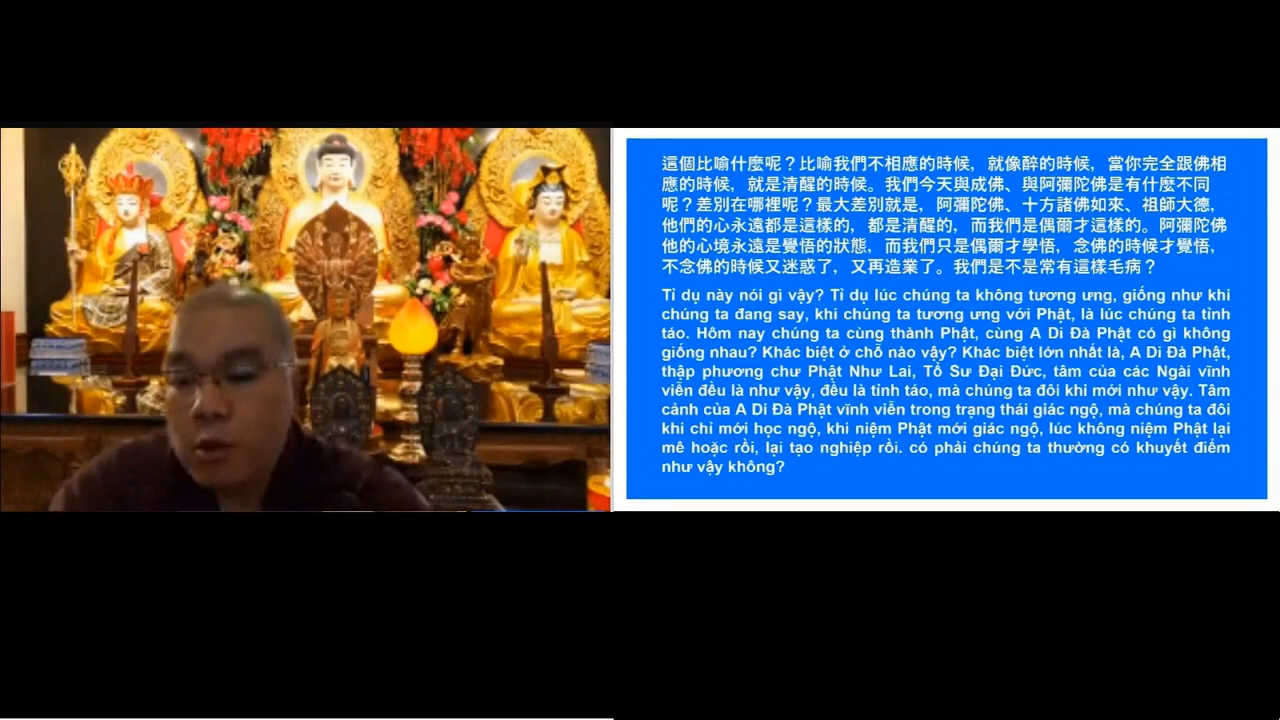 這個比喻什麼呢？比喻我們不相應的時候，就像醉的時候，當你完全跟佛相
應的時候，就是清醒的時候。我們今天與成佛、與阿彌陀佛是有什麼不同
呢？差別在哪裡呢？最大差別就是，阿彌陀佛、十方諸佛如來、祖師大德，
他們的心永遠都是這樣的，都是清醒的，而我們是偶爾才這樣的。阿彌陀佛
他的心境永遠是覺悟的狀態，而我們只是偶爾才學悟，念佛的時候才覺悟，
不念佛的時候又迷惑了，又再造業了。我們是不是常有這樣毛病？
Tỉ dụ này nói gì vậy? Tỉ dụ lúc chúng ta không tương ưng, giống như khi
chúng ta đang say, khi chúng ta tương ưng với Phật, là lúc chúng ta tỉnh
táo. Hôm nay chúng ta cùng thành Phật, cùng A Di Đà Phật có gì không
giống nhau? Khác biệt ở chỗ nào vậy? Khác biệt lớn nhất là, A Di Đà Phật,
thập phương chư Phật Như Lai, Tổ Sư Đại Đức, tâm của các Ngài vĩnh
viễn đều là như vậy, đều là tỉnh táo, mà chúng ta đôi khi mới như vậy. Tâm
cảnh của A Di Đà Phật vĩnh viễn trong trạng thái giác ngộ, mà chúng ta đôi
khi chỉ mới học ngộ, khi niệm Phật mới giác ngộ, lúc không niệm Phật lại
mê hoặc rồi, lại tạo nghiệp rồi. có phải chúng ta thường có khuyết điểm
như vậy không?